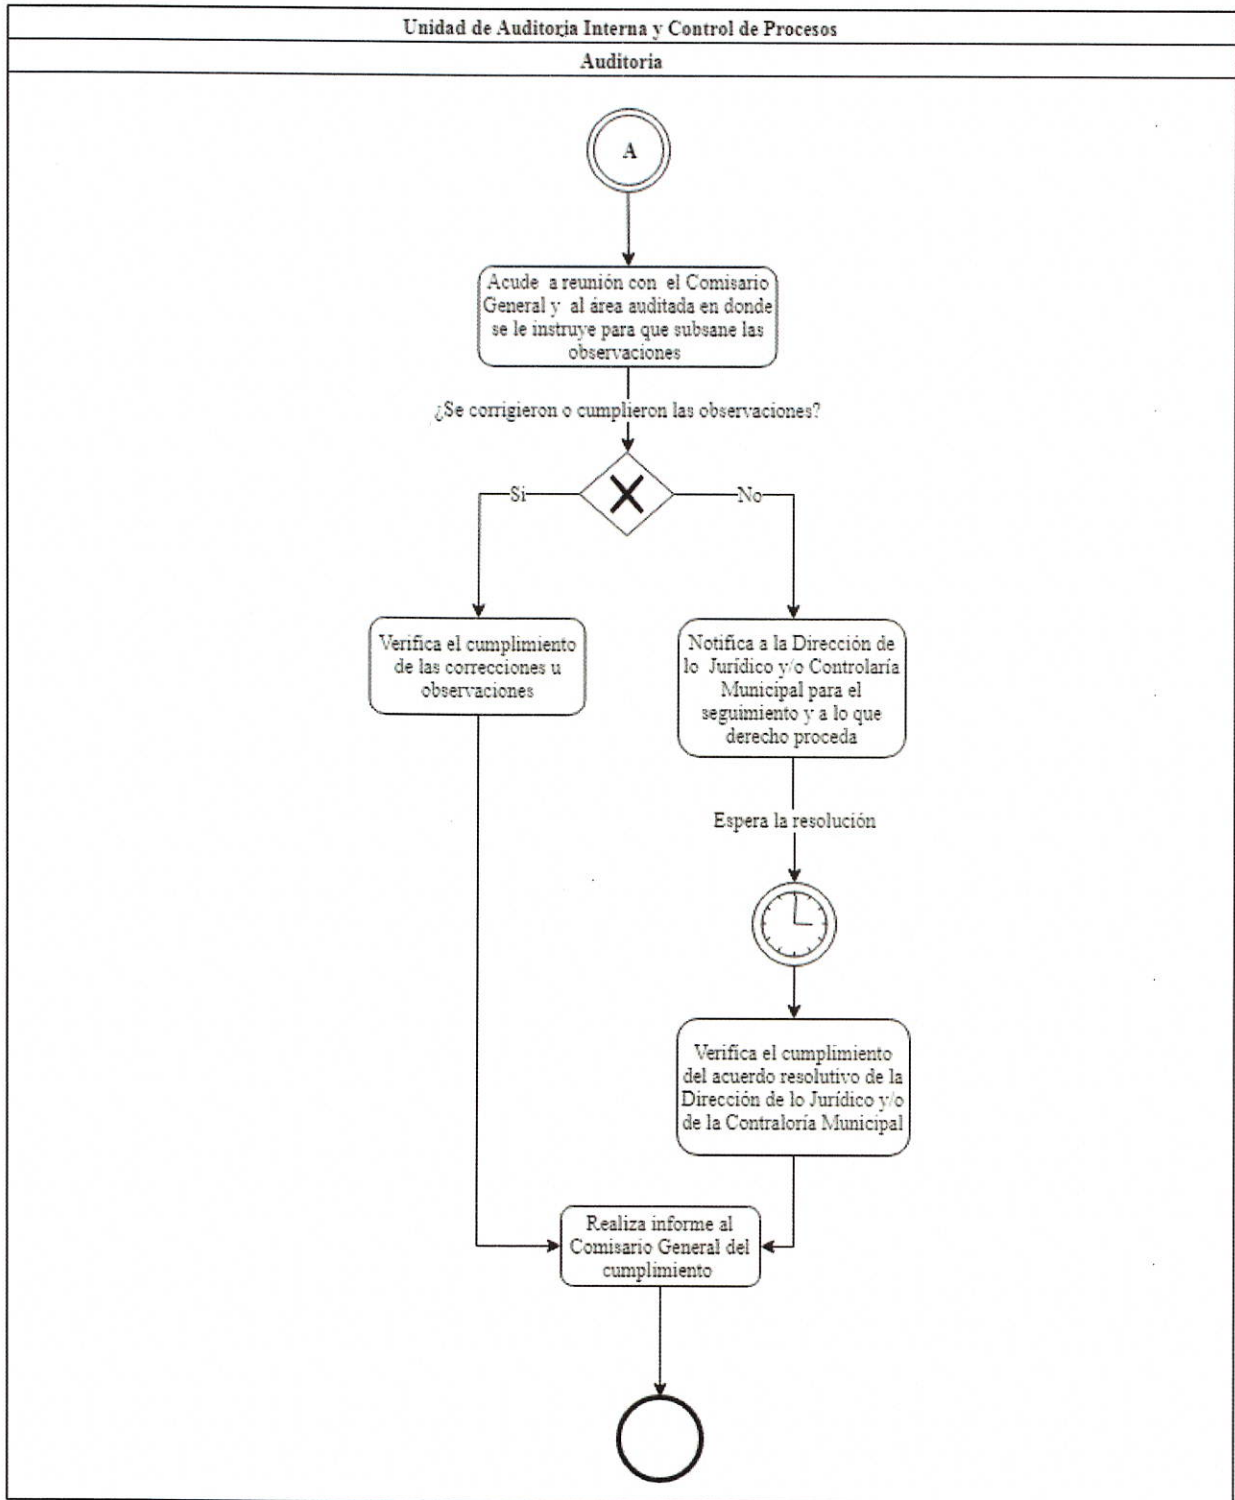 Unidad de Auditoria Interna y Control de Procesos
Auditoria
A
Acude a reunión con el Comisario
General y al área auditada en donde
se le instruye para que subsane las
observaciones
¿Se corrigieron o cumplieron las observaciones?
Si
No
Verifica el cumplimiento
de las correcciones u
observaciones
Notifica a la Dirección de
lo Jurídico y/o Controlaría
Municipal para el
seguimiento y a lo que
derecho proceda
Espera la resolución
Verifica el cumplimiento
del acuerdo resolutivo de la
Dirección de lo Jurídico y/o
de la Contraloría Municipal
Realiza informe al
Comisario General del
cumplimiento